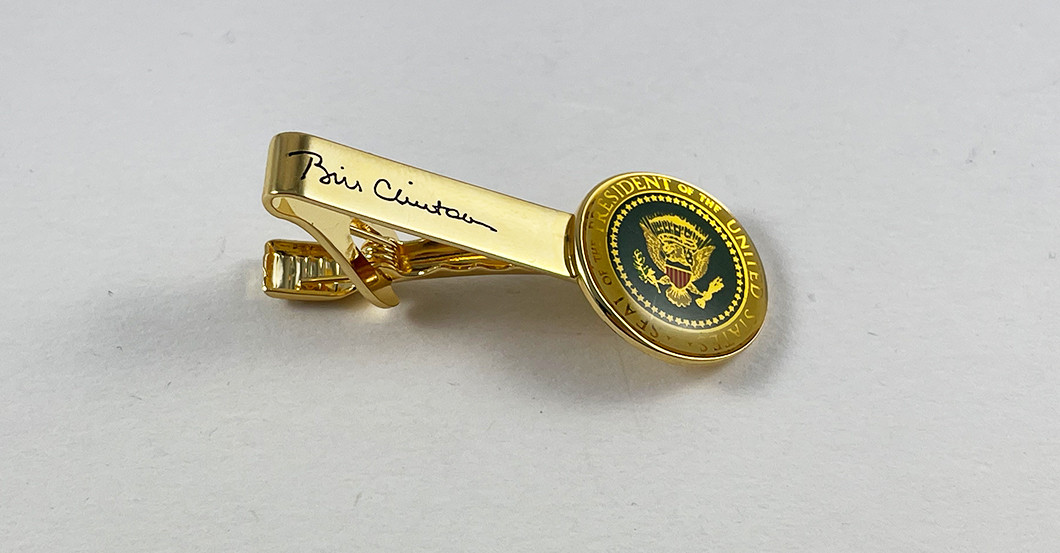 Bill Clinton
SEAL OF THE PRESIDENT OF THE UNITED STATES